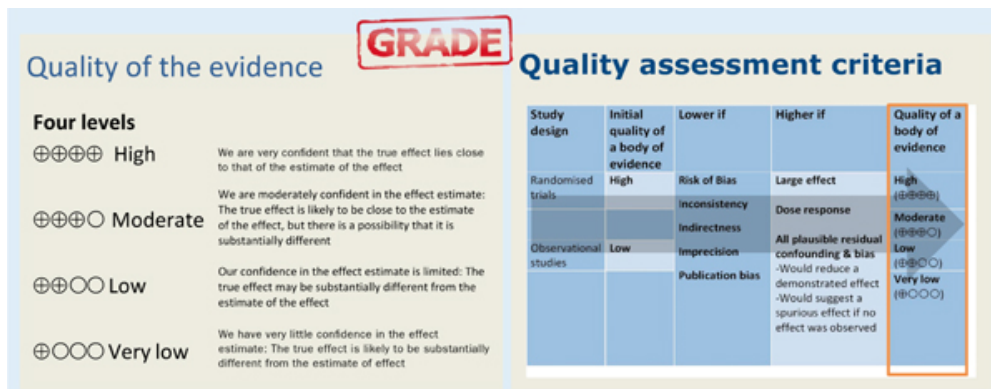 GRADE
Quality of the evidence
Four levels
⊕⊕⊕⊕ High
We are very confident that the true effect lies close
to that of the estimate of the effect
⊕⊕⊕○ Moderate
We are moderately confident in the effect estimate:
The true effect is likely to be close to the estimate
of the effect, but there is a possibility that it is
substantially different
⊕⊕○○ Low
Our confidence in the effect estimate is limited: The
true effect may be substantially different from the
estimate of the effect
⊕○○○ Very low
We have very little confidence in the effect
estimate: The true effect is likely to be substantially
different from the estimate of effect
Quality assessment criteria
Study
design
Initial
quality of
a body of
evidence
Lower if
Higher if
Quality of a
body of
evidence
Randomised
trials
High
Risk of Bias
Inconsistency
Indirectness
Imprecision
Publication bias
Large effect
Dose response
All plausible residual
confounding & bias
-Would reduce a
demonstrated effect
-Would suggest a
spurious effect if no
effect was observed
High
(⊕⊕⊕⊕)
Moderate
(⊕⊕⊕○)
Low
(⊕⊕○○)
Very low
(⊕○○○)
Observational
studies
Low